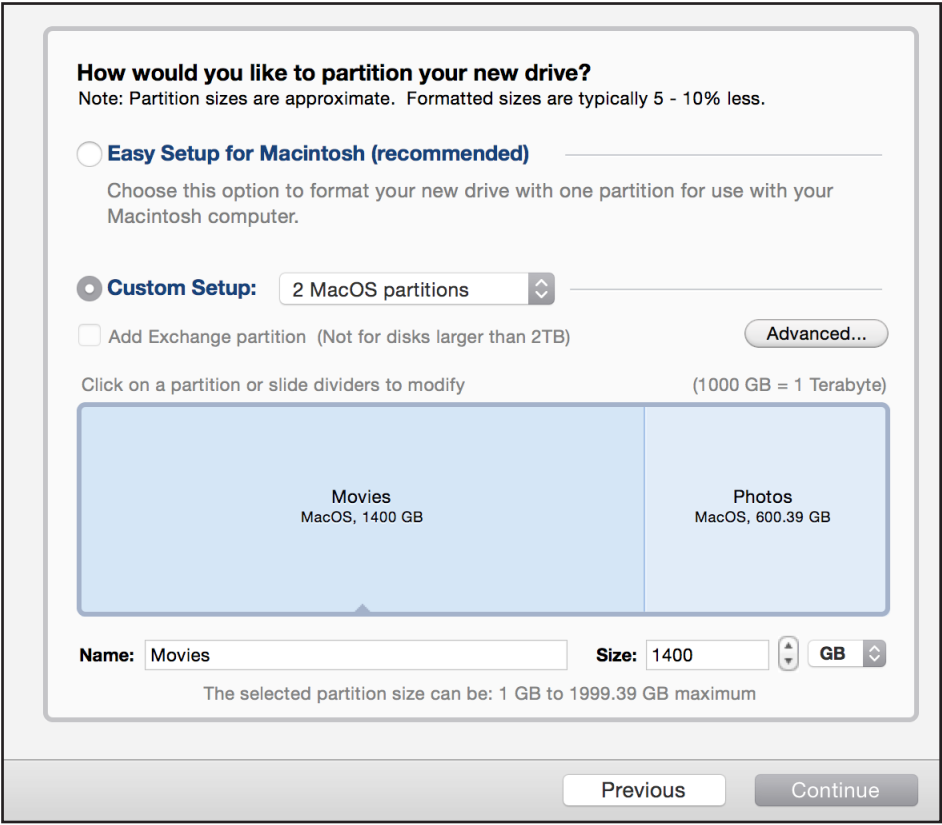 How would you like to partition your new drive?
Note: Partition sizes are approximate.  Formatted sizes are typically 5 - 10% less.
Easy Setup for Macintosh (recommended)
Choose this option to format your new drive with one partition for use with your
Macintosh computer.
Custom Setup: 2 MacOS partitions
Add Exchange partition  (Not for disks larger than 2TB) Advanced...
Click on a partition or slide dividers to modify (1000 GB = 1 Terabyte)
Movies Photos
MacOS, 1400 GB MacOS, 600.39 GB
Name: Movies Size: 1400 GB
The selected partition size can be: 1 GB to 1999.39 GB maximum
Previous Continue